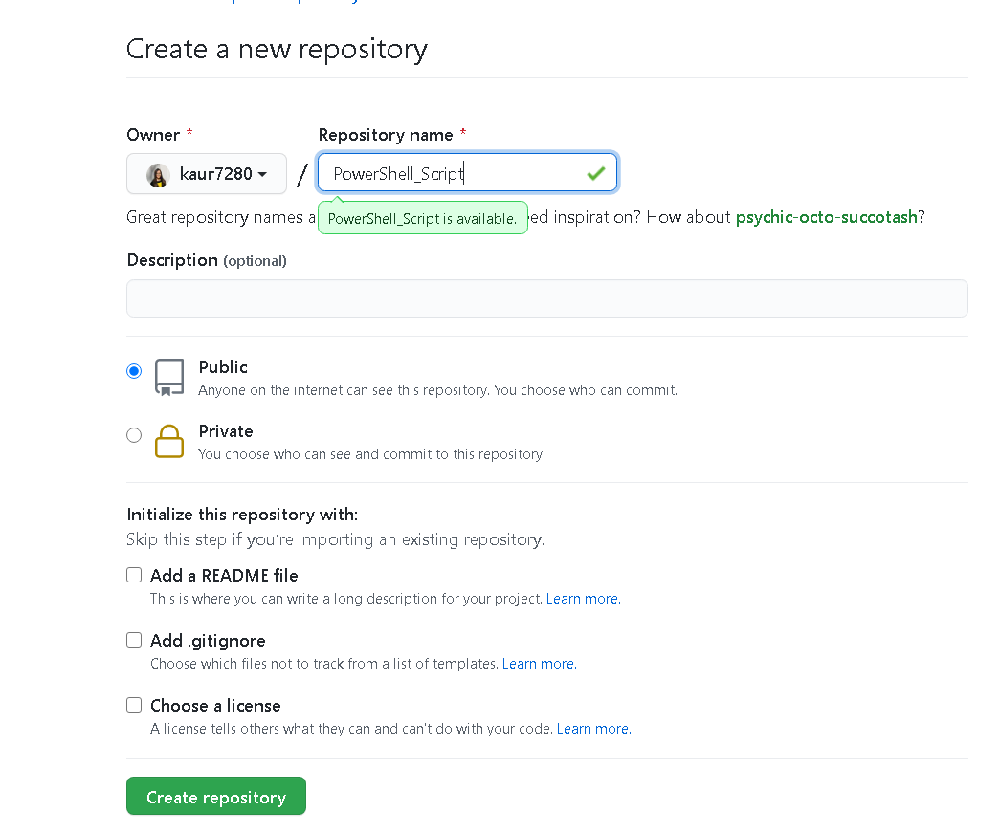 Create a new repository
Owner *
Repository name *
kaur7280
/
PowerShell_Script
Great repository names a
PowerShell_Script is available.
ed inspiration? How about psychic-octo-succotash?
Description (optional)
Public
Anyone on the internet can see this repository. You choose who can commit.
Private
You choose who can see and commit to this repository.
Initialize this repository with:
Skip this step if you’re importing an existing repository.
Add a README file
This is where you can write a long description for your project. Learn more.
Add .gitignore
Choose which files not to track from a list of templates. Learn more.
Choose a license
A license tells others what they can and can't do with your code. Learn more.
Create repository